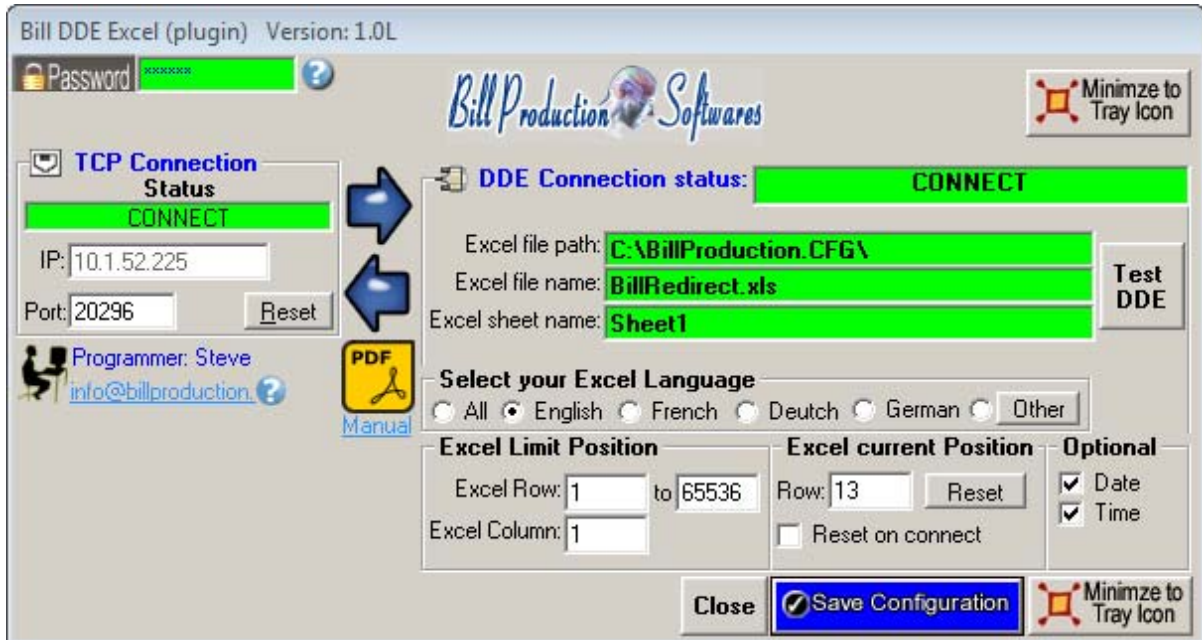 Bill DDE Excel (plugin) Version: 1.0L
Password ****** ?
Bill Production Softwares
Minimze to
Tray Icon
TCP Connection
Status
CONNECT
IP: 10.1.52.225
Port: 20296 Reset
Programmer: Steve
info@billproduction. ?
PDF
Manual
DDE Connection status: CONNECT
Excel file path: C:\BillProduction.CFG\
Excel file name: BillRedirect.xls
Excel sheet name: Sheet1
Test
DDE
Select your Excel Language
All English French Deutch German Other
Excel Limit Position
Excel Row: 1 to 65536
Excel Column: 1
Excel current Position
Row: 13 Reset
Reset on connect
Optional
Date
Time
Close Save Configuration
Minimze to
Tray Icon